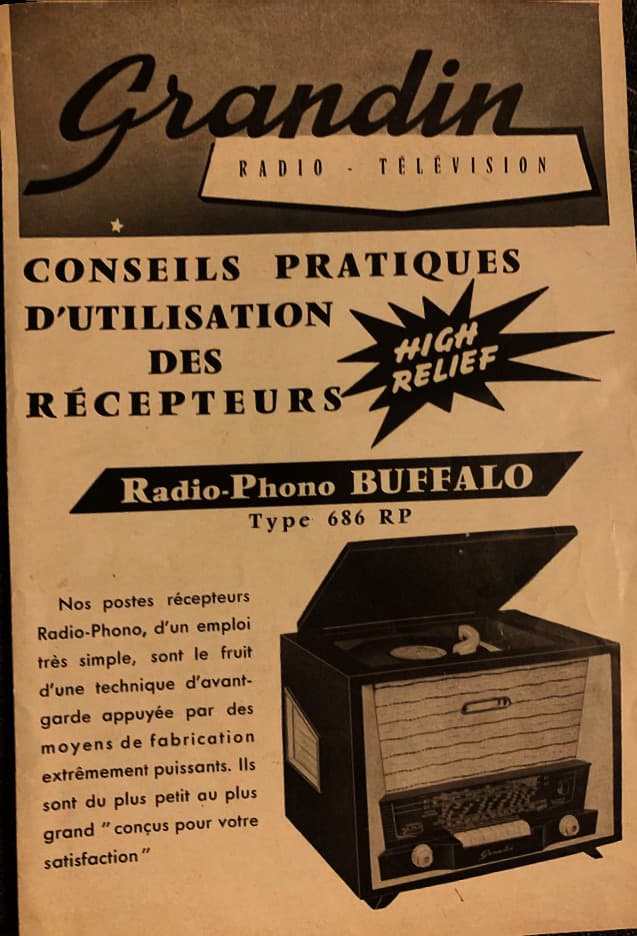 Grandin
RADIO - TÉLÉVISION
CONSEILS PRATIQUES
D'UTILISATION
DES
RÉCEPTEURS
HIGH
RELIEF
Radio-Phono BUFFALO
Type 686 RP
Nos postes récepteurs
Radio-Phono, d'un emploi
très simple, sont le fruit
d'une technique d'avant-
garde appuyée par des
moyens de fabrication
extrêmement puissants. Ils
sont du plus petit au plus
grand "conçus pour votre
satisfaction"
Grandin